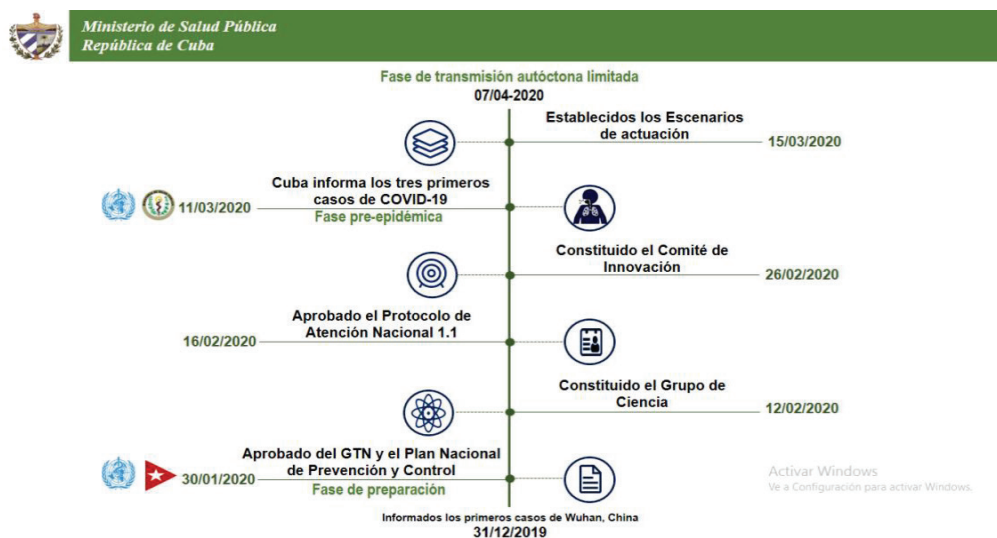 Ministerio de Salud Pública
República de Cuba
Fase de transmisión autóctona limitada
07/04-2020
Establecidos los Escenarios
de actuación
15/03/2020
Cuba informa los tres primeros
casos de COVID-19
11/03/2020
Fase pre-epidémica
Constituido el Comité de
Innovación
26/02/2020
Aprobado el Protocolo de
Atención Nacional 1.1
16/02/2020
Constituido el Grupo de
Ciencia
12/02/2020
Aprobado del GTN y el Plan Nacional
de Prevención y Control
30/01/2020
Fase de preparación
Activar Windows
Ve a Configuración para activar Windows.
Informados los primeros casos de Wuhan, China
31/12/2019